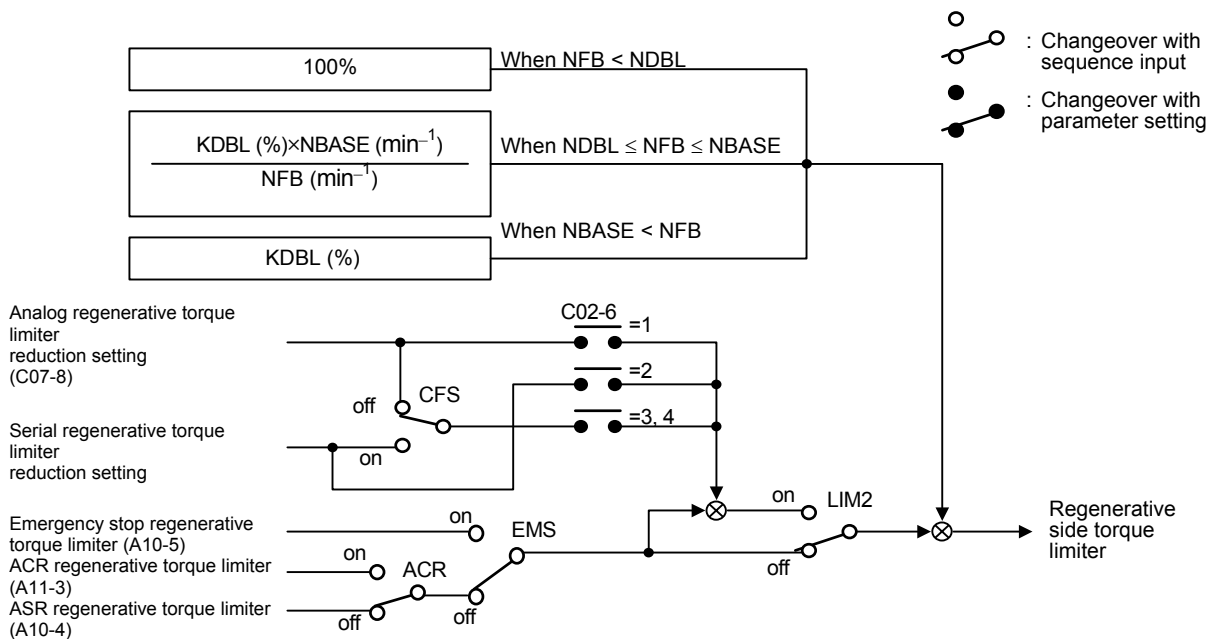 100%
When NFB < NDBL
KDBL (%)×NBASE (min⁻¹)
NFB (min⁻¹)
When NDBL ≤ NFB ≤ NBASE
When NBASE < NFB
KDBL (%)
: Changeover with
sequence input
: Changeover with
parameter setting
Analog regenerative torque
limiter
reduction setting
(C07-8)
C02-6
=1
=2
=3, 4
CFS
off
on
Serial regenerative torque
limiter
reduction setting
Emergency stop regenerative
torque limiter (A10-5)
on
EMS
off
ACR regenerative torque limiter
(A11-3)
on
ACR
off
ASR regenerative torque limiter
(A10-4)
on
LIM2
off
Regenerative
side torque
limiter